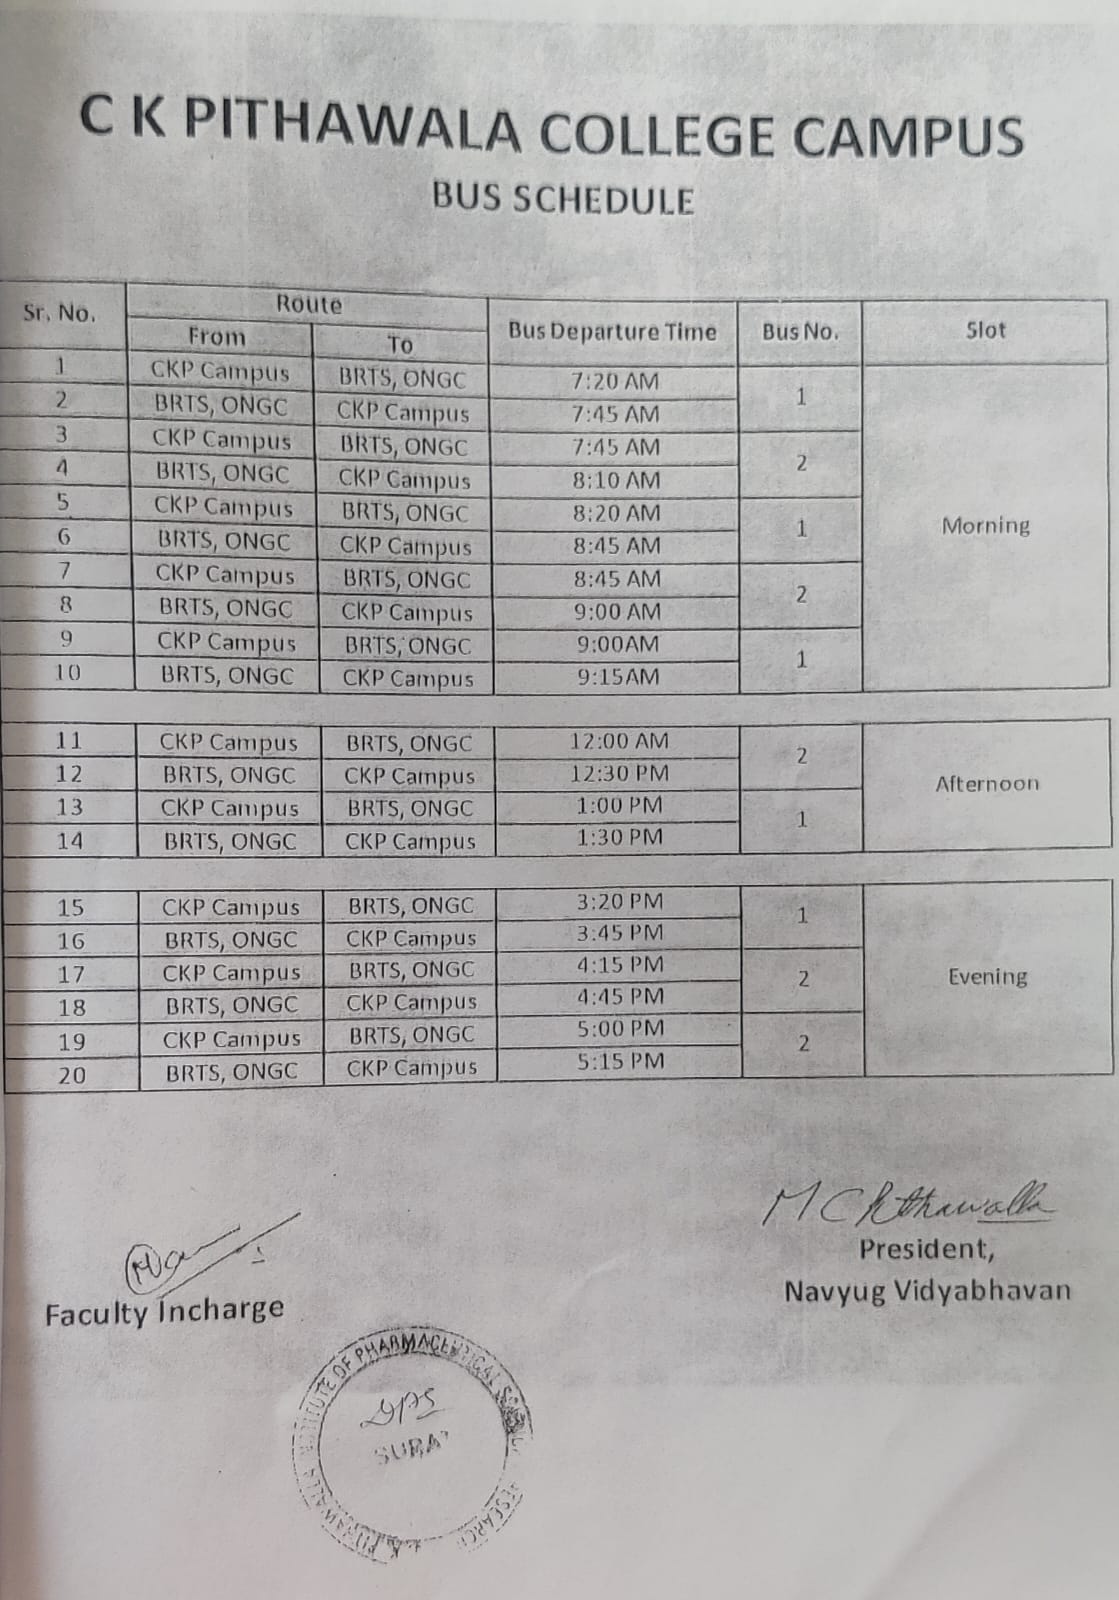 C K PITHAWALA COLLEGE CAMPUS
BUS SCHEDULE
Sr. No. Route Bus Departure Time Bus No. Slot
From To
1 CKP Campus BRTS, ONGC 7:20 AM 1 Morning
2 BRTS, ONGC CKP Campus 7:45 AM
3 CKP Campus BRTS, ONGC 7:45 AM 2
4 BRTS, ONGC CKP Campus 8:10 AM
5 CKP Campus BRTS, ONGC 8:20 AM 1
6 BRTS, ONGC CKP Campus 8:45 AM
7 CKP Campus BRTS, ONGC 8:45 AM 2
8 BRTS, ONGC CKP Campus 9:00 AM
9 CKP Campus BRTS, ONGC 9:00AM 1
10 BRTS, ONGC CKP Campus 9:15AM
11 CKP Campus BRTS, ONGC 12:00 AM 2 Afternoon
12 BRTS, ONGC CKP Campus 12:30 PM
13 CKP Campus BRTS, ONGC 1:00 PM 1
14 BRTS, ONGC CKP Campus 1:30 PM
15 CKP Campus BRTS, ONGC 3:20 PM 1 Evening
16 BRTS, ONGC CKP Campus 3:45 PM
17 CKP Campus BRTS, ONGC 4:15 PM 2
18 BRTS, ONGC CKP Campus 4:45 PM
19 CKP Campus BRTS, ONGC 5:00 PM 2
20 BRTS, ONGC CKP Campus 5:15 PM
M C Pithawalla
President,
Navyug Vidyabhavan
Faculty Incharge
OF PHARMACEUTICAL
SURAT